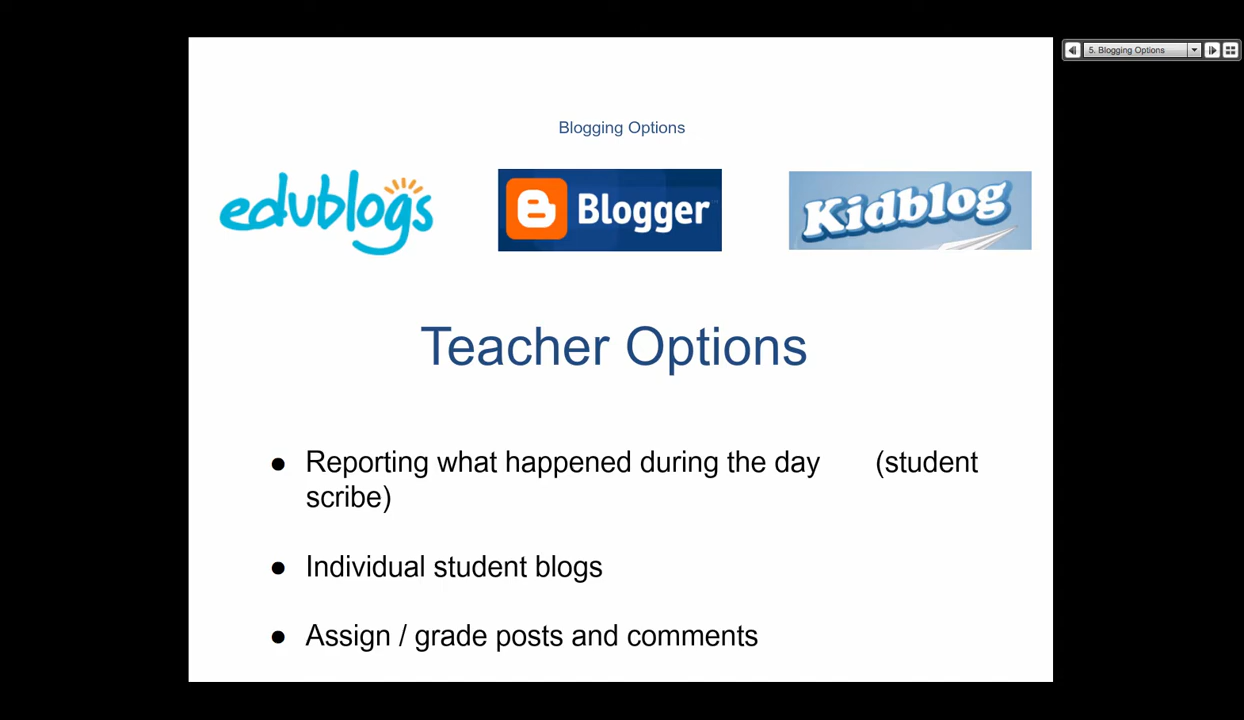 5. Blogging Options
Blogging Options
edublogs
Blogger
Kidblog
Teacher Options
● Reporting what happened during the day (student
scribe)
● Individual student blogs
● Assign / grade posts and comments